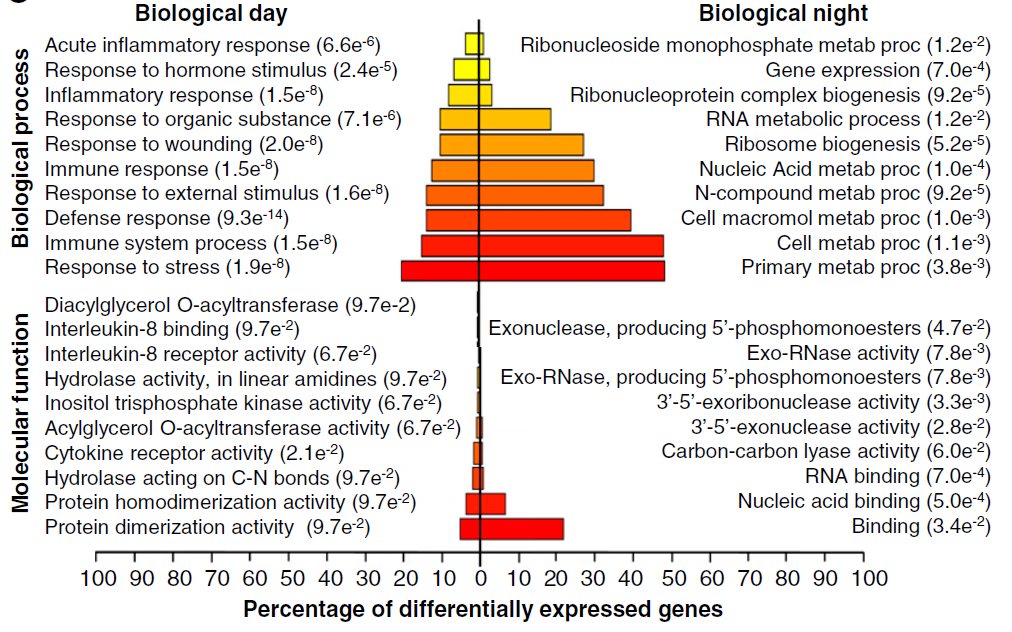 Biological day
Biological night
Biological process
Acute inflammatory response (6.6e-6)
Ribonucleoside monophosphate metab proc (1.2e-2)
Response to hormone stimulus (2.4e-5)
Gene expression (7.0e-4)
Inflammatory response (1.5e-8)
Ribonucleoprotein complex biogenesis (9.2e-5)
Response to organic substance (7.1e-6)
RNA metabolic process (1.2e-2)
Response to wounding (2.0e-8)
Ribosome biogenesis (5.2e-5)
Immune response (1.5e-8)
Nucleic Acid metab proc (1.0e-4)
Response to external stimulus (1.6e-8)
N-compound metab proc (9.2e-5)
Defense response (9.3e-14)
Cell macromol metab proc (1.0e-3)
Immune system process (1.5e-8)
Cell metab proc (1.1e-3)
Response to stress (1.9e-8)
Primary metab proc (3.8e-3)
Molecular function
Diacylglycerol O-acyltransferase (9.7e-2)
Interleukin-8 binding (9.7e-2)
Exonuclease, producing 5’-phosphomonoesters (4.7e-2)
Interleukin-8 receptor activity (6.7e-2)
Exo-RNase activity (7.8e-3)
Hydrolase activity, in linear amidines (9.7e-2)
Exo-RNase, producing 5’-phosphomonoesters (7.8e-3)
Inositol trisphosphate kinase activity (6.7e-2)
3’-5’-exoribonuclease activity (3.3e-3)
Acylglycerol O-acyltransferase activity (6.7e-2)
3’-5’-exonuclease activity (2.8e-2)
Cytokine receptor activity (2.1e-2)
Carbon-carbon lyase activity (6.0e-2)
Hydrolase acting on C-N bonds (9.7e-2)
RNA binding (7.0e-4)
Protein homodimerization activity (9.7e-2)
Nucleic acid binding (5.0e-4)
Protein dimerization activity (9.7e-2)
Binding (3.4e-2)
100 90 80 70 60 50 40 30 20 10 0 10 20 30 40 50 60 70 80 90 100
Percentage of differentially expressed genes